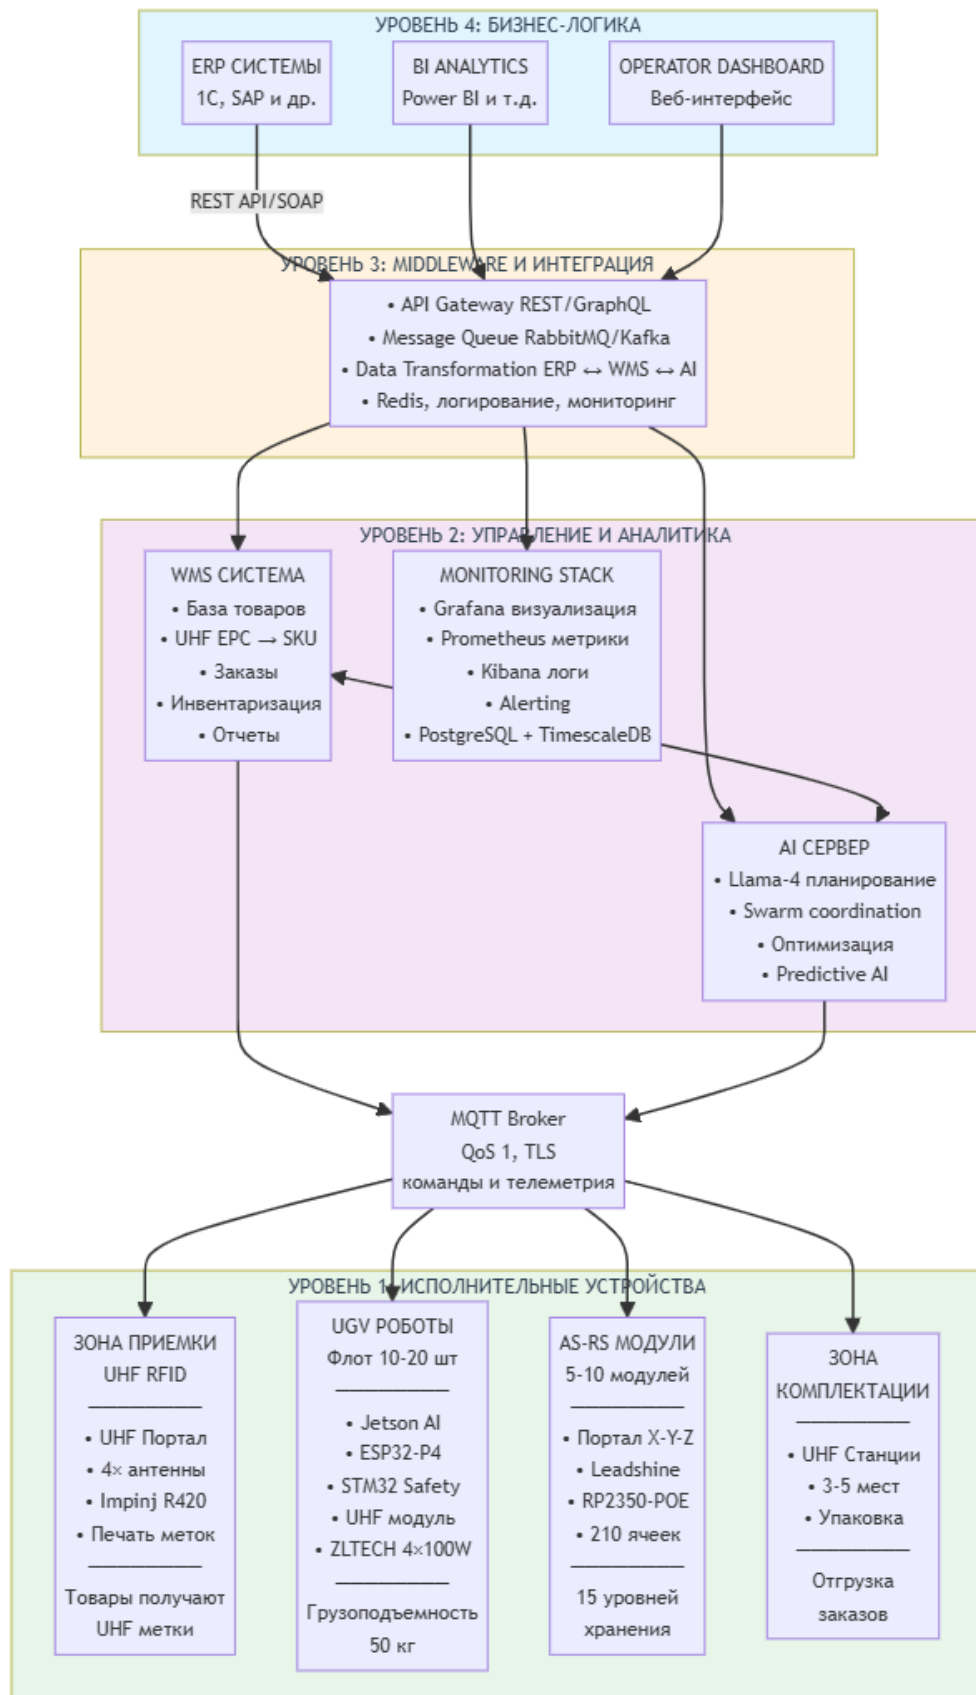 УРОВЕНЬ 4: БИЗНЕС-ЛОГИКА
ERP СИСТЕМЫ
1С, SAP и др.
BI ANALYTICS
Power BI и т.д.
OPERATOR DASHBOARD
Веб-интерфейс
REST API/SOAP
УРОВЕНЬ 3: MIDDLEWARE И ИНТЕГРАЦИЯ
• API Gateway REST/GraphQL
• Message Queue RabbitMQ/Kafka
• Data Transformation ERP ↔ WMS ↔ AI
• Redis, логирование, мониторинг
УРОВЕНЬ 2: УПРАВЛЕНИЕ И АНАЛИТИКА
WMS СИСТЕМА
• База товаров
• UHF EPC → SKU
• Заказы
• Инвентаризация
• Отчеты
MONITORING STACK
• Grafana визуализация
• Prometheus метрики
• Kibana логи
• Alerting
• PostgreSQL + TimescaleDB
AI СЕРВЕР
• Llama-4 планирование
• Swarm coordination
• Оптимизация
• Predictive AI
MQTT Broker
QoS 1, TLS
команды и телеметрия
УРОВЕНЬ 1: ИСПОЛНИТЕЛЬНЫЕ УСТРОЙСТВА
ЗОНА ПРИЕМКИ
UHF RFID
• UHF Портал
• 4× антенны
• Impinj R420
• Печать меток
Товары получают
UHF метки
UGV РОБОТЫ
Флот 10-20 шт
• Jetson AI
• ESP32-P4
• STM32 Safety
• UHF модуль
• ZLTECH 4×100W
Грузоподъемность
50 кг
AS-RS МОДУЛИ
5-10 модулей
• Портал X-Y-Z
• Leadshine
• RP2350-POE
• 210 ячеек
15 уровней
хранения
ЗОНА
КОМПЛЕКТАЦИИ
• UHF Станции
• 3-5 мест
• Упаковка
Отгрузка
заказов